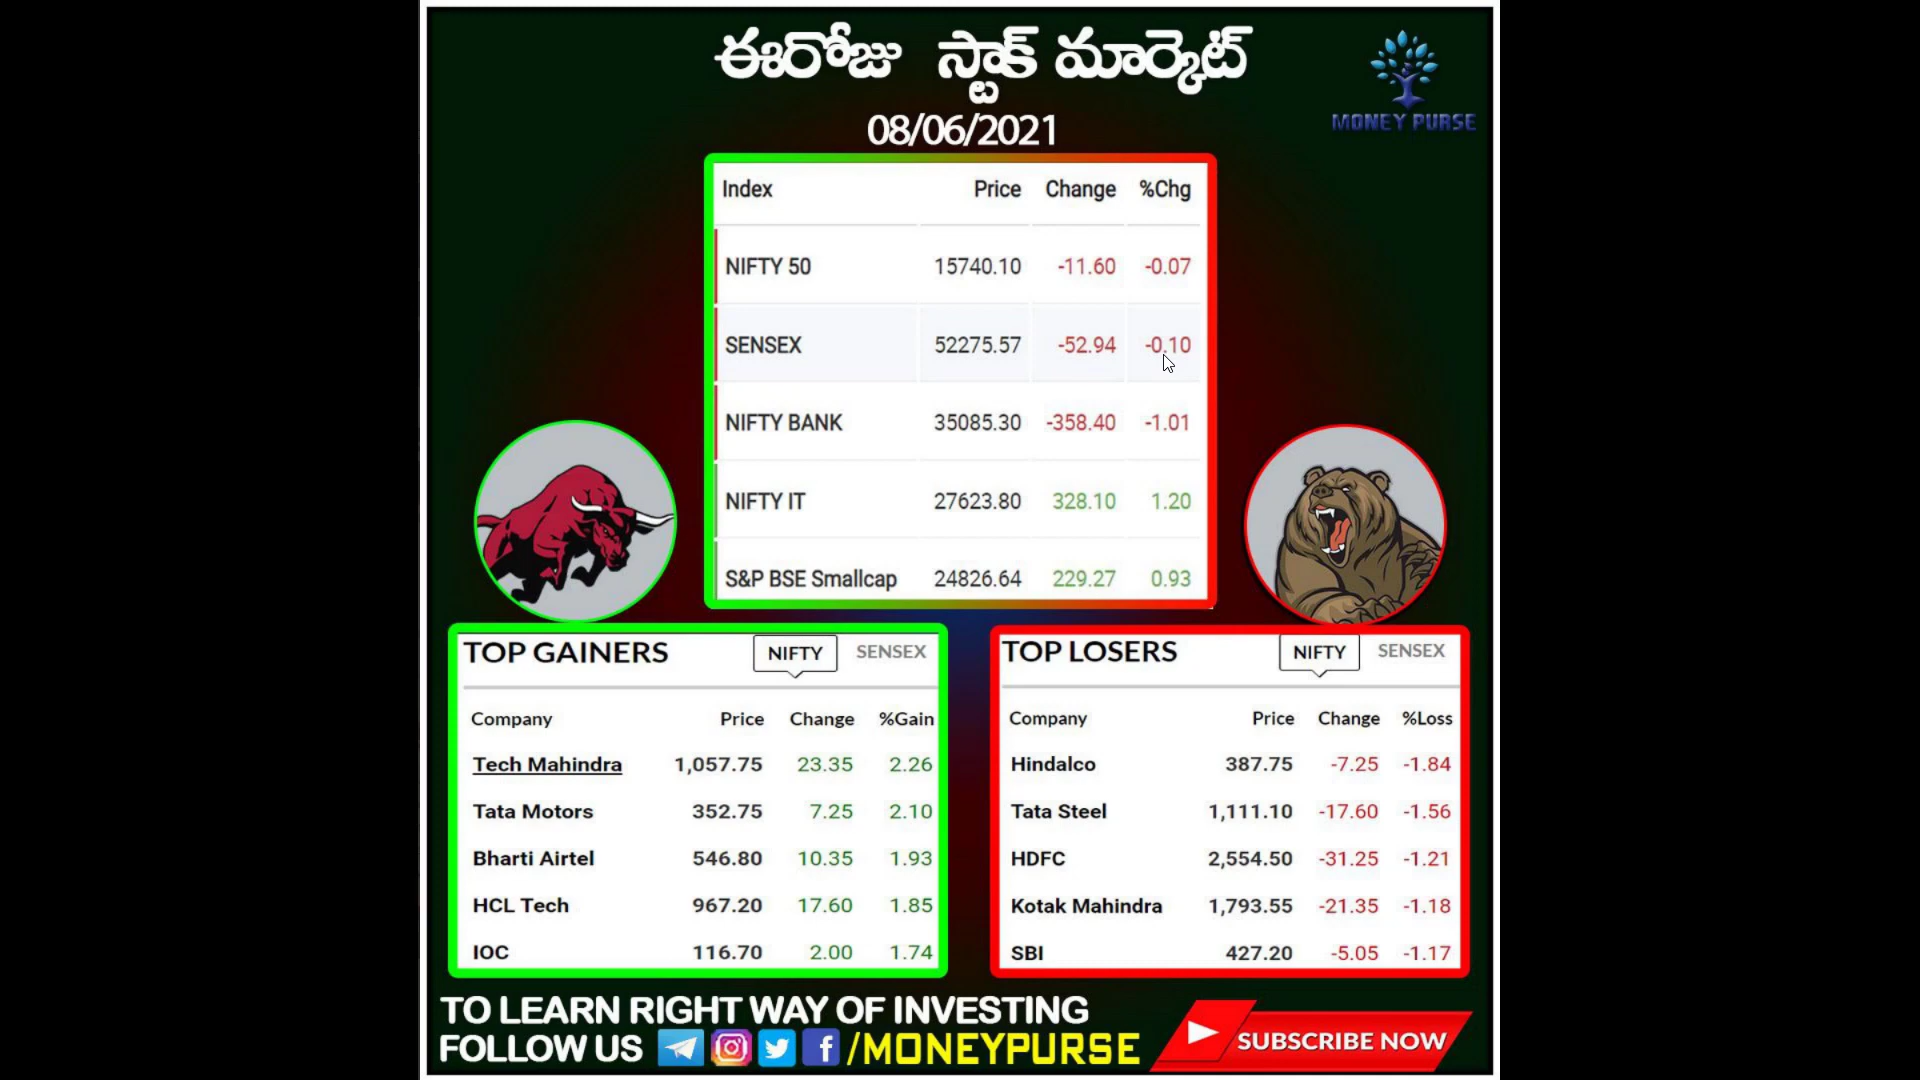 ఈరోజు స్టాక్ మార్కెట్
MONEY PURSE
08/06/2021
Index Price Change %Chg
NIFTY 50 15740.10 -11.60 -0.07
SENSEX 52275.57 -52.94 -0.10
NIFTY BANK 35085.30 -358.40 -1.01
NIFTY IT 27623.80 328.10 1.20
S&P BSE Smallcap 24826.64 229.27 0.93
TOP GAINERS NIFTY SENSEX
Company Price Change %Gain
Tech Mahindra 1,057.75 23.35 2.26
Tata Motors 352.75 7.25 2.10
Bharti Airtel 546.80 10.35 1.93
HCL Tech 967.20 17.60 1.85
IOC 116.70 2.00 1.74
TOP LOSERS NIFTY SENSEX
Company Price Change %Loss
Hindalco 387.75 -7.25 -1.84
Tata Steel 1,111.10 -17.60 -1.56
HDFC 2,554.50 -31.25 -1.21
Kotak Mahindra 1,793.55 -21.35 -1.18
SBI 427.20 -5.05 -1.17
TO LEARN RIGHT WAY OF INVESTING
FOLLOW US /MONEYPURSE
SUBSCRIBE NOW